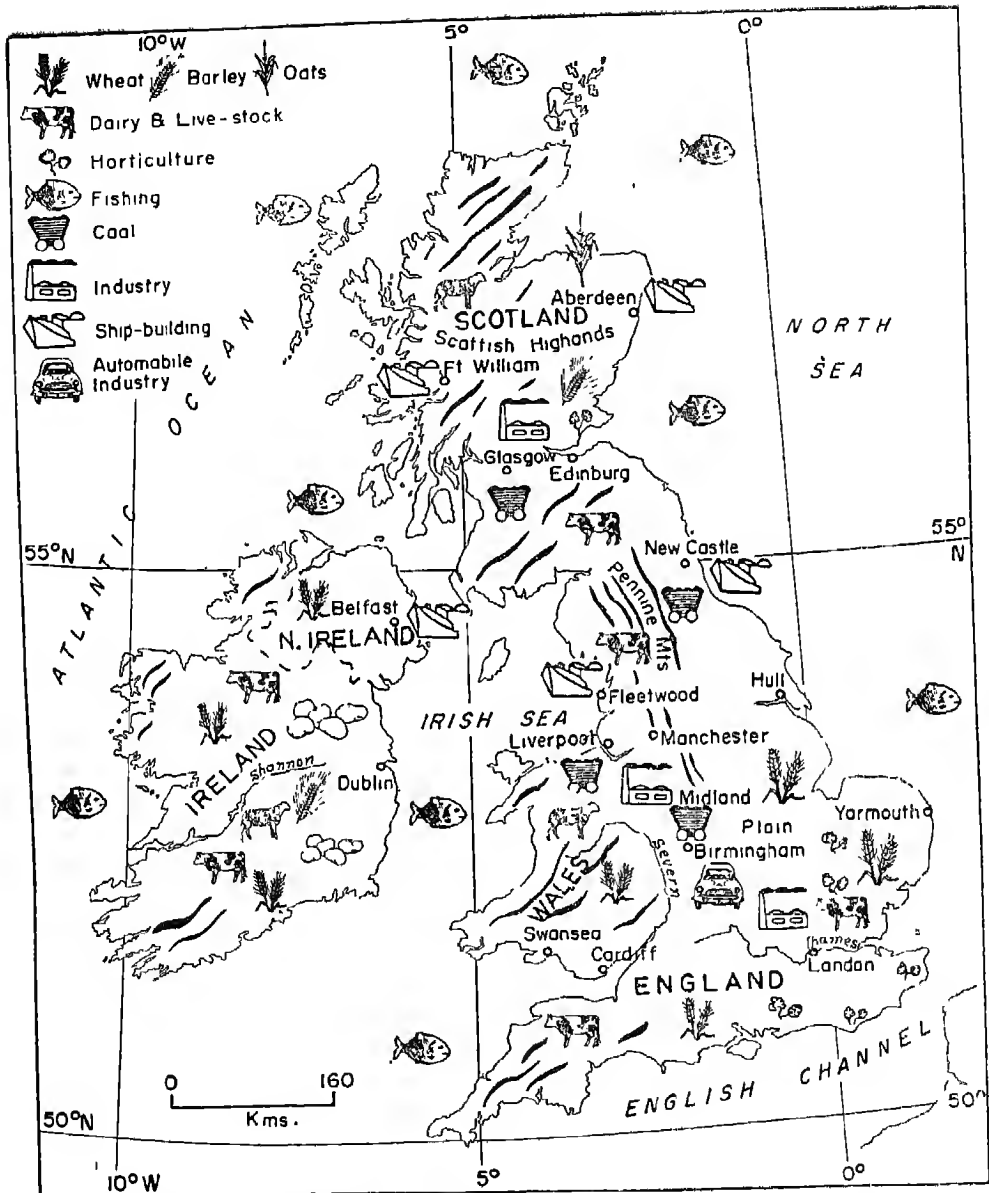 10°W 5° 0°
Wheat Barley Oats
Dairy & Live-stock
Horticulture
Fishing
Coal
Industry
Ship-building
Automobile
Industry
ATLANTIC OCEAN
NORTH
SEA
Aberdeen
SCOTLAND
Scottish Highands
Ft William
Glasgow
Edinburg
55°N
55°
N
New Castle
Pennine Mts
Belfast
N. IRELAND
Fleetwood
Hull
IRISH SEA
Liverpool
Manchester
IRELAND
Shannon
Dublin
Midland
Plain
Yarmouth
Birmingham
WALES
Severn
Swansea
Cardiff
Thames
Landon
ENGLAND
ENGLISH CHANNEL
0 160
Kms.
50°N
50°
10°W 5° 0°